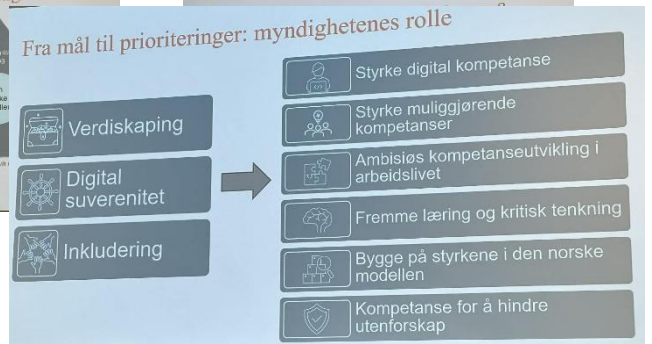 Fra mål til prioriteringer: myndighetenes rolle
Verdiskaping
Digital
suverenitet
Inkludering
Styrke digital kompetanse
Styrke muliggjørende
kompetanser
Ambisiøs kompetanseutvikling i
arbeidslivet
Fremme læring og kritisk tenkning
Bygge på styrkene i den norske
modellen
Kompetanse for å hindre
utenforskap